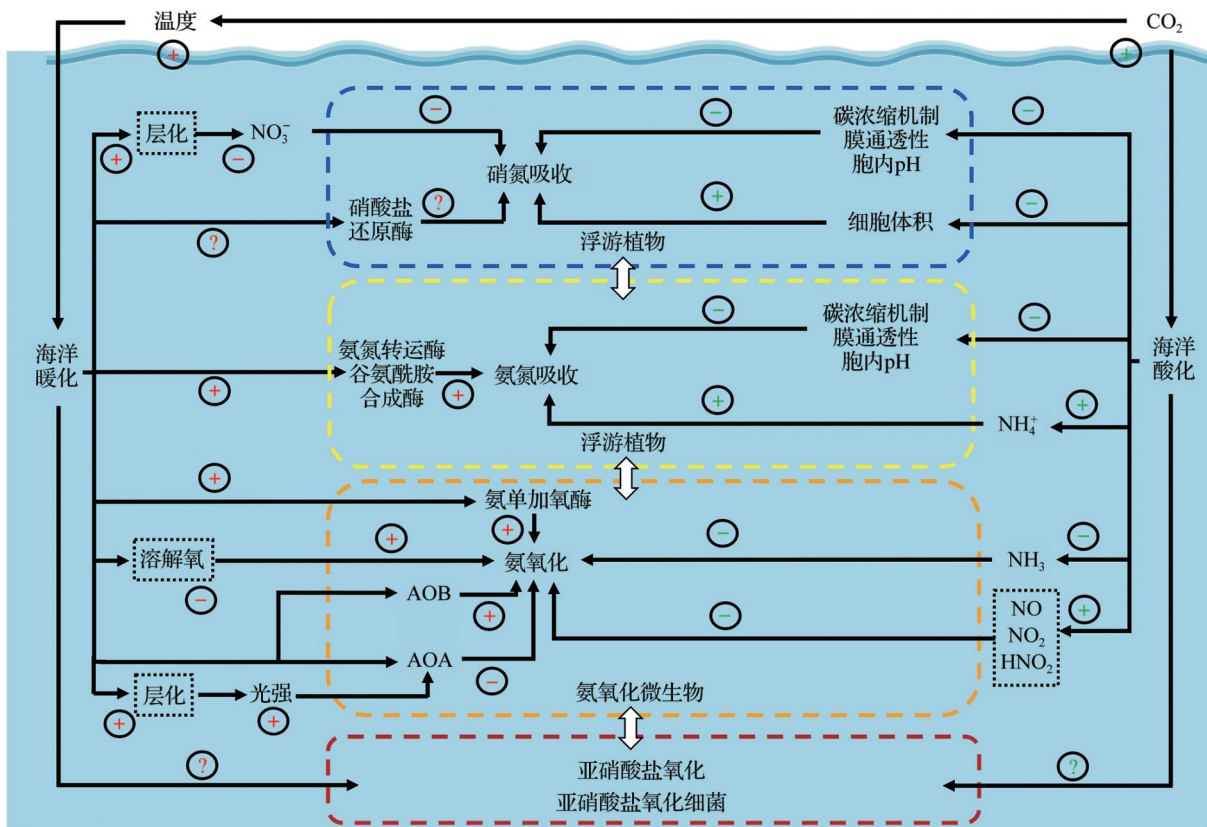 温度
CO₂
+
+
层化
NO₃⁻
−
−
−
碳浓缩机制
膜通透性
胞内pH
+
−
硝氮吸收
硝酸盐
还原酶
?
?
+
细胞体积
−
浮游植物
海洋
暖化
氨氮转运酶
谷氨酰胺
合成酶
+
+
氨氮吸收
−
碳浓缩机制
膜通透性
胞内pH
−
海洋
酸化
+
NH₄⁺
+
浮游植物
+
氨单加氧酶
+
溶解氧
−
+
氨氧化
−
NH₃
−
AOB
+
−
NO
NO₂
HNO₂
+
AOA
−
层化
+
光强
+
氨氧化微生物
?
亚硝酸盐氧化
亚硝酸盐氧化细菌
?